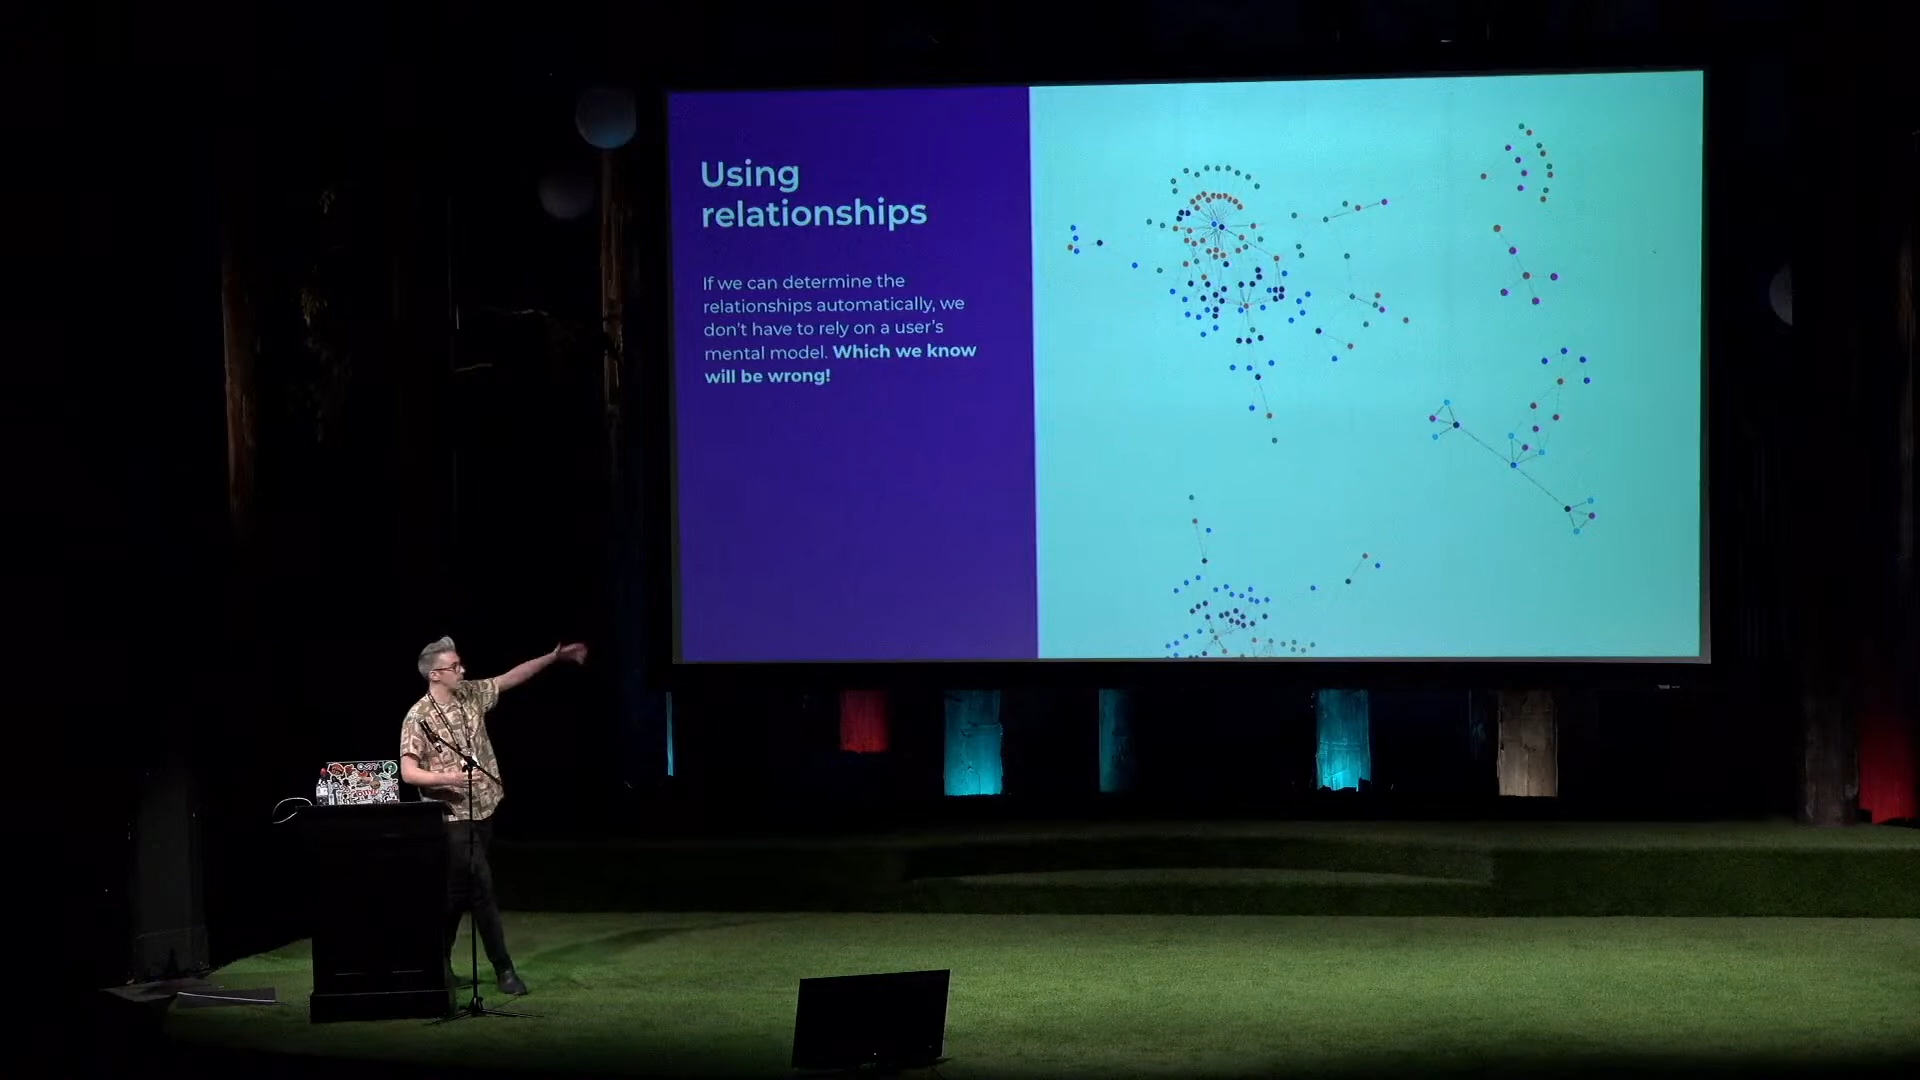 Using
relationships
If we can determine the
relationships automatically, we
don't have to rely on a user's
mental model. Which we know
will be wrong!